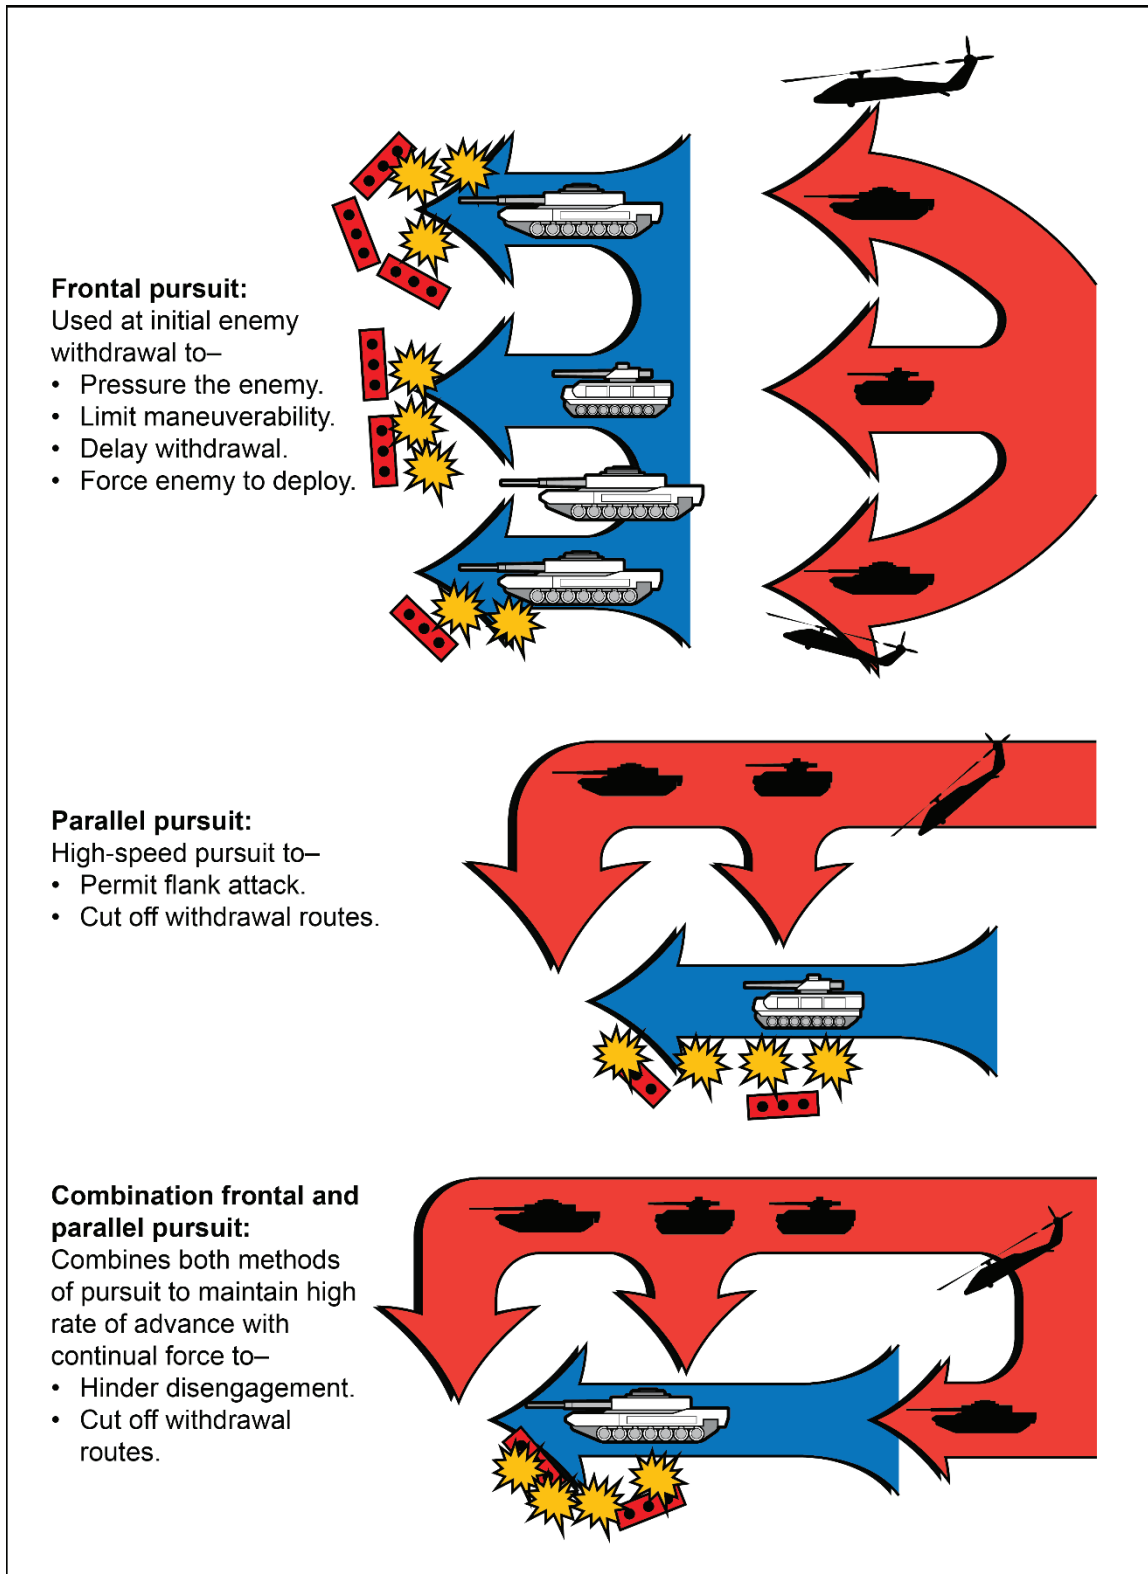 Frontal pursuit:
Used at initial enemy
withdrawal to–
• Pressure the enemy.
• Limit maneuverability.
• Delay withdrawal.
• Force enemy to deploy.
Parallel pursuit:
High-speed pursuit to–
• Permit flank attack.
• Cut off withdrawal routes.
Combination frontal and
parallel pursuit:
Combines both methods
of pursuit to maintain high
rate of advance with
continual force to–
• Hinder disengagement.
• Cut off withdrawal
routes.